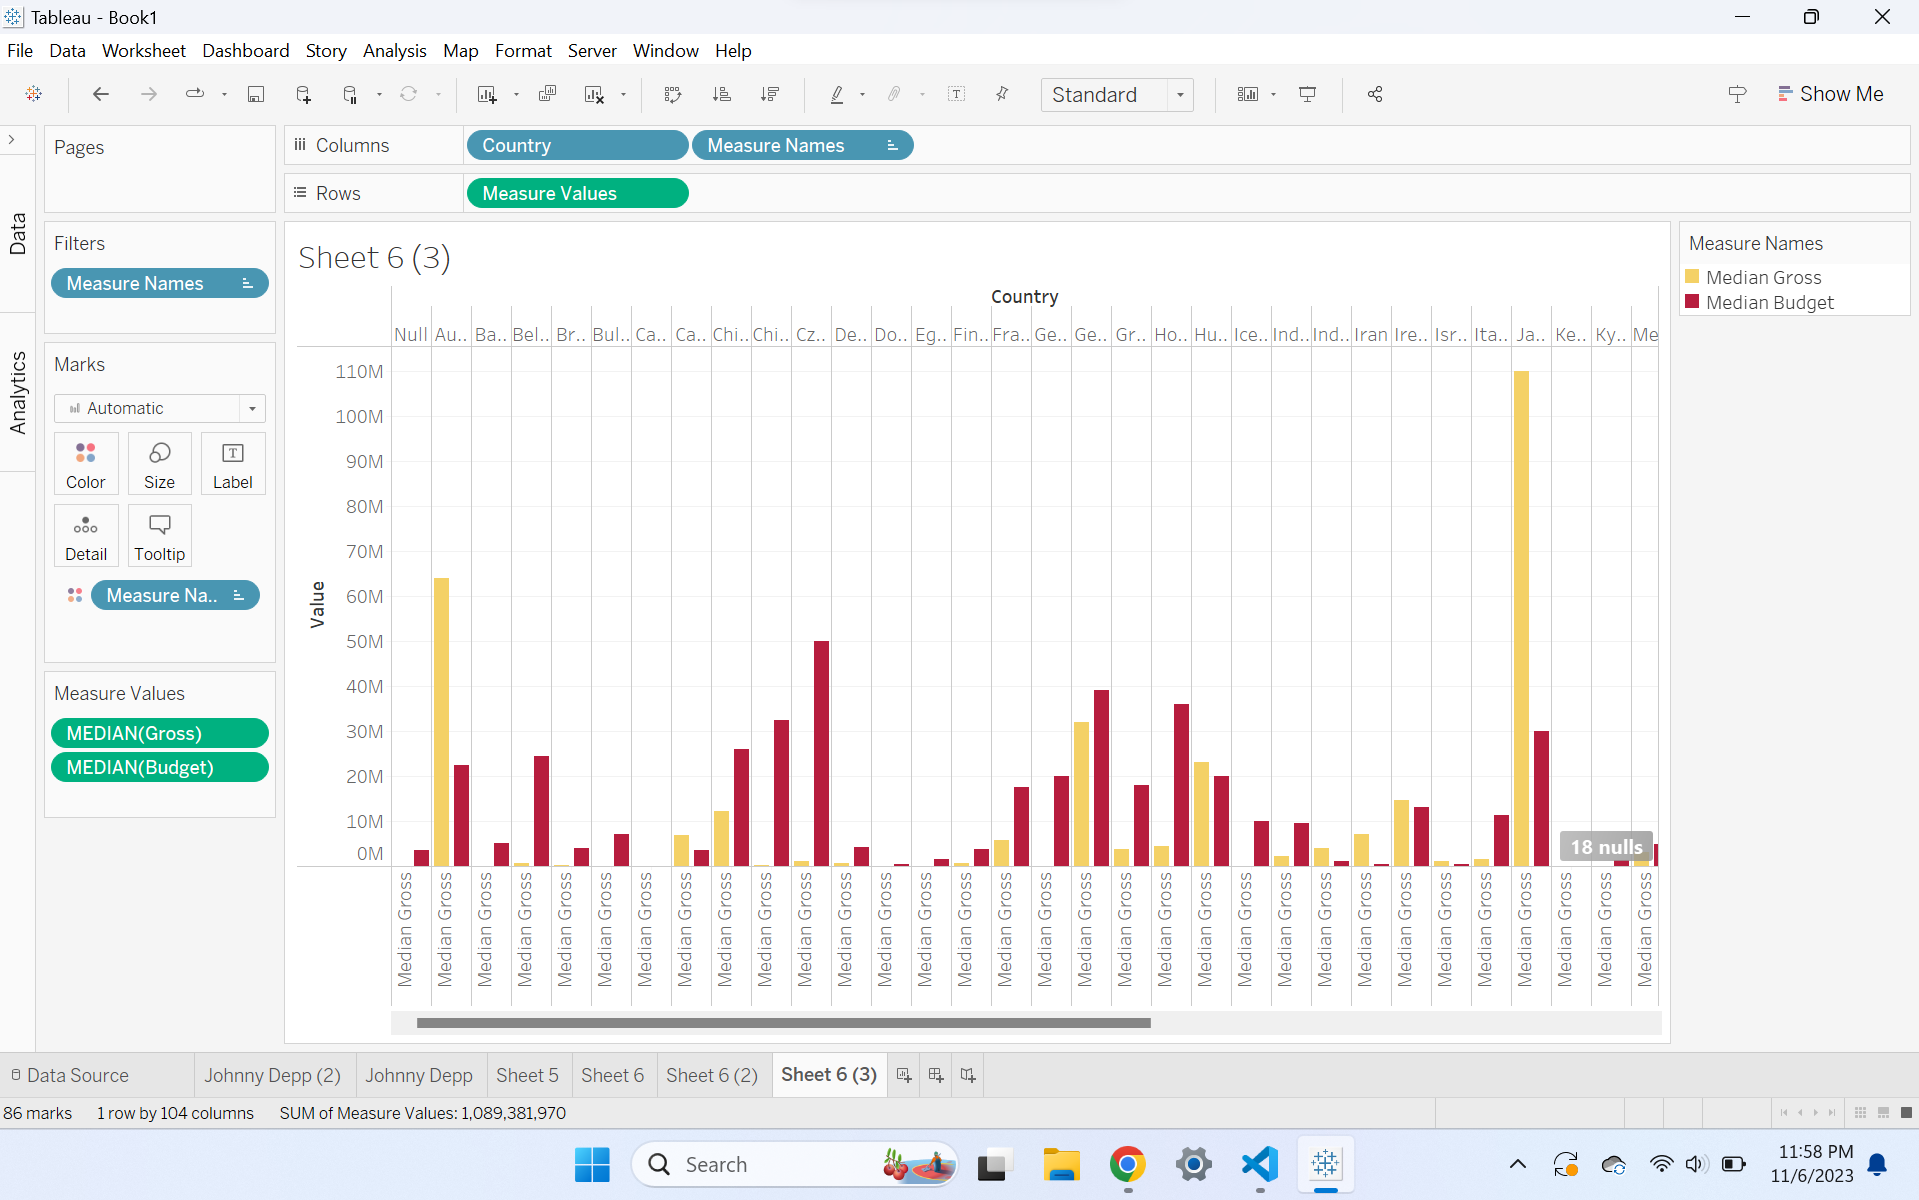 Tableau - Book1
File Data Worksheet Dashboard Story Analysis Map Format Server Window Help
Standard
Show Me
Pages
Columns Country Measure Names
Rows Measure Values
Data
Analytics
Filters
Measure Names
Marks
Automatic
Color Size Label
Detail Tooltip
Measure Na..
Measure Values
MEDIAN(Gross)
MEDIAN(Budget)
Sheet 6 (3)
Country
Null Au.. Ba.. Bel.. Br.. Bul.. Ca.. Ca.. Chi.. Chi.. Cz.. De.. Do.. Eg.. Fin.. Fra.. Ge.. Ge.. Gr.. Ho.. Hu.. Ice.. Ind.. Ind.. Iran Ire.. Isr.. Ita.. Ja.. Ke.. Ky.. Me
110M
100M
90M
80M
70M
60M
50M
40M
30M
20M
10M
0M
Value
18 nulls
Median Gross Median Gross Median Gross Median Gross Median Gross Median Gross Median Gross Median Gross Median Gross Median Gross Median Gross Median Gross Median Gross Median Gross Median Gross Median Gross Median Gross Median Gross Median Gross Median Gross Median Gross Median Gross Median Gross Median Gross Median Gross Median Gross Median Gross Median Gross Median Gross Median Gross Median Gross Median Gross
Measure Names
Median Gross
Median Budget
Data Source Johnny Depp (2) Johnny Depp Sheet 5 Sheet 6 Sheet 6 (2) Sheet 6 (3)
86 marks 1 row by 104 columns SUM of Measure Values: 1,089,381,970
Search
11:58 PM
11/6/2023